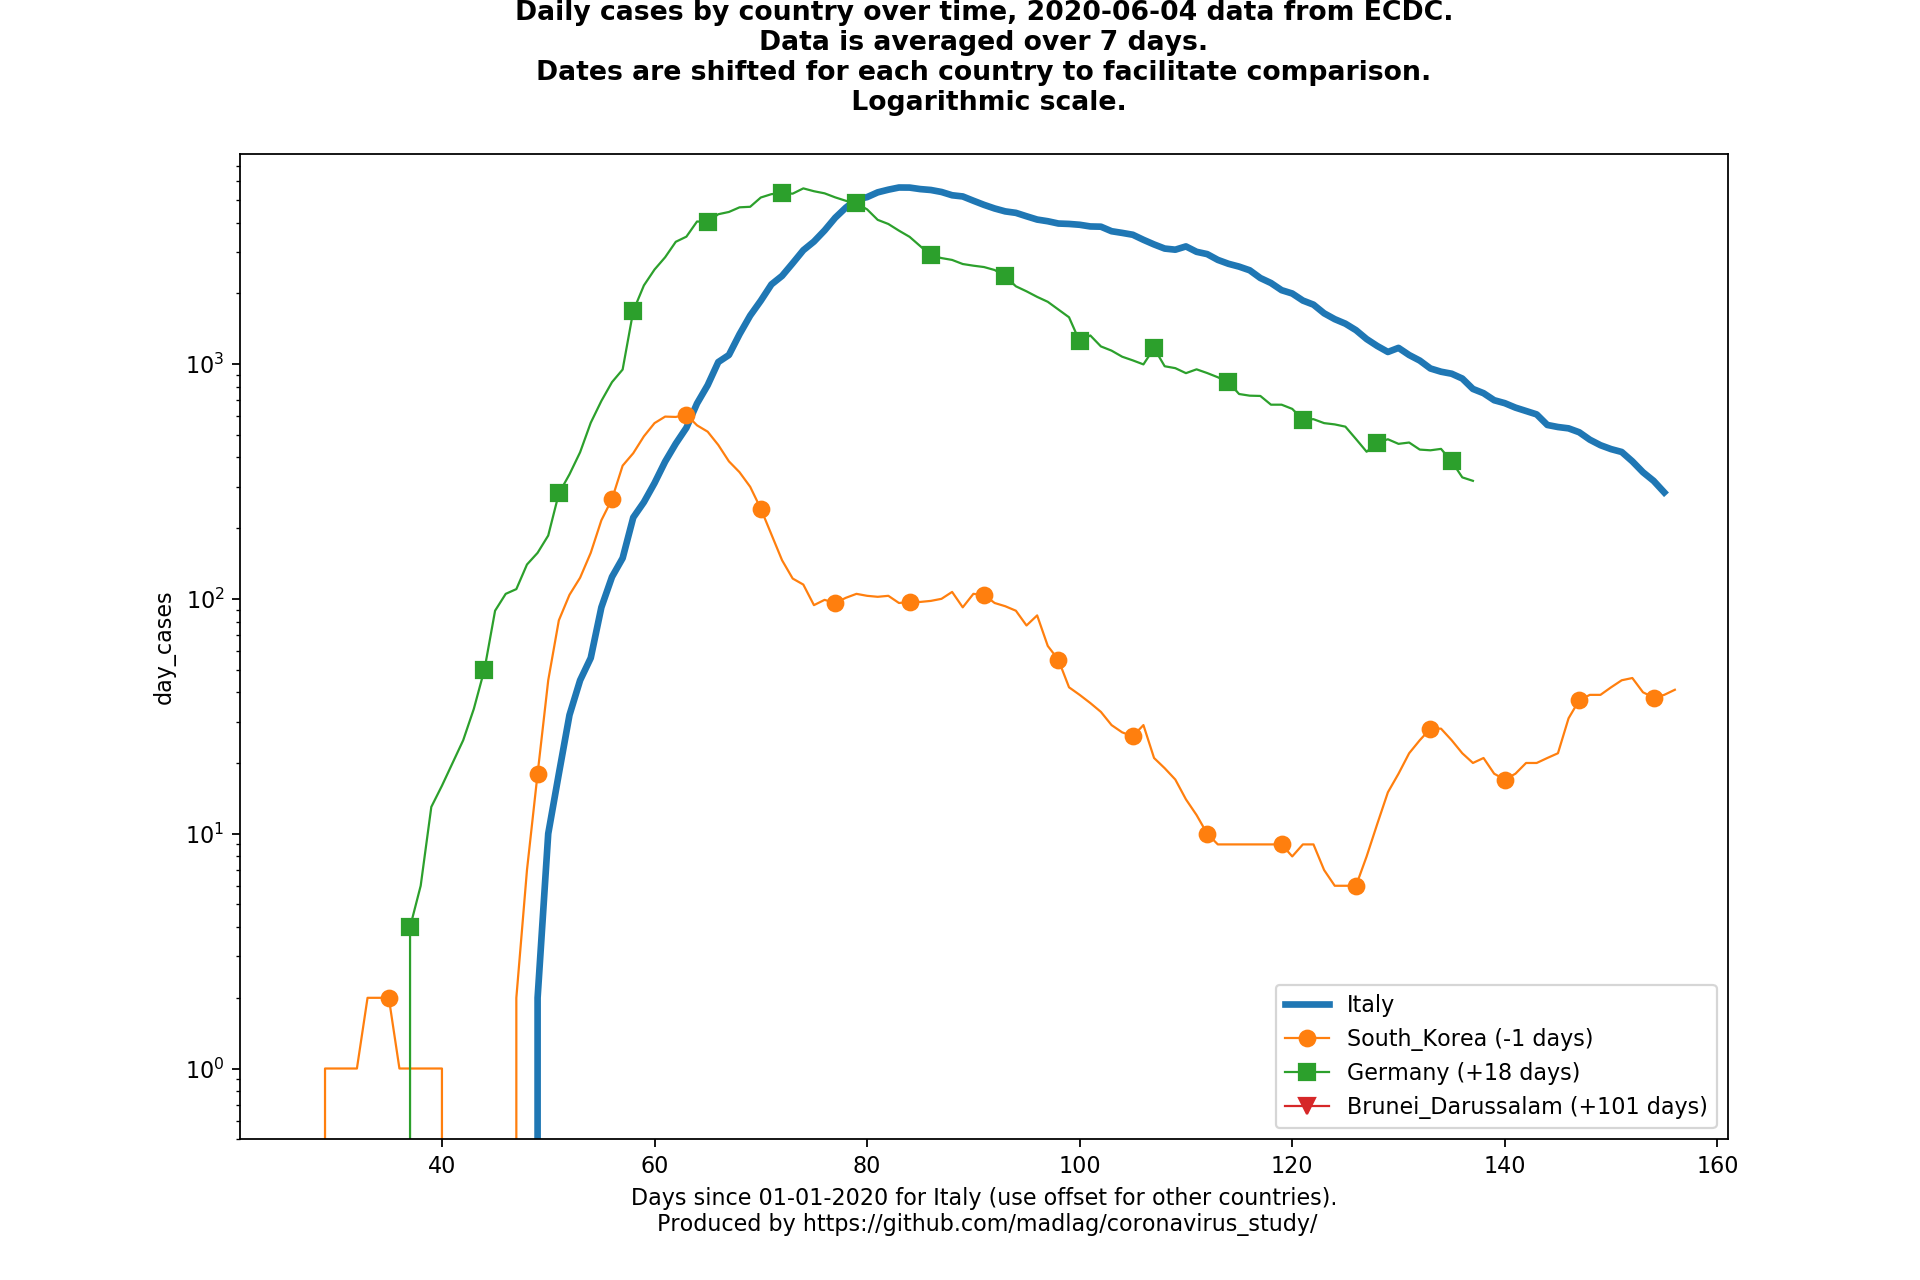 Daily cases by country over time, 2020-06-04 data from ECDC.
Data is averaged over 7 days.
Dates are shifted for each country to facilitate comparison.
Logarithmic scale.
day_cases
10³
10²
10¹
10⁰
Italy
South_Korea (-1 days)
Germany (+18 days)
Brunei_Darussalam (+101 days)
40 60 80 100 120 140 160
Days since 01-01-2020 for Italy (use offset for other countries).
Produced by https://github.com/madlag/coronavirus_study/